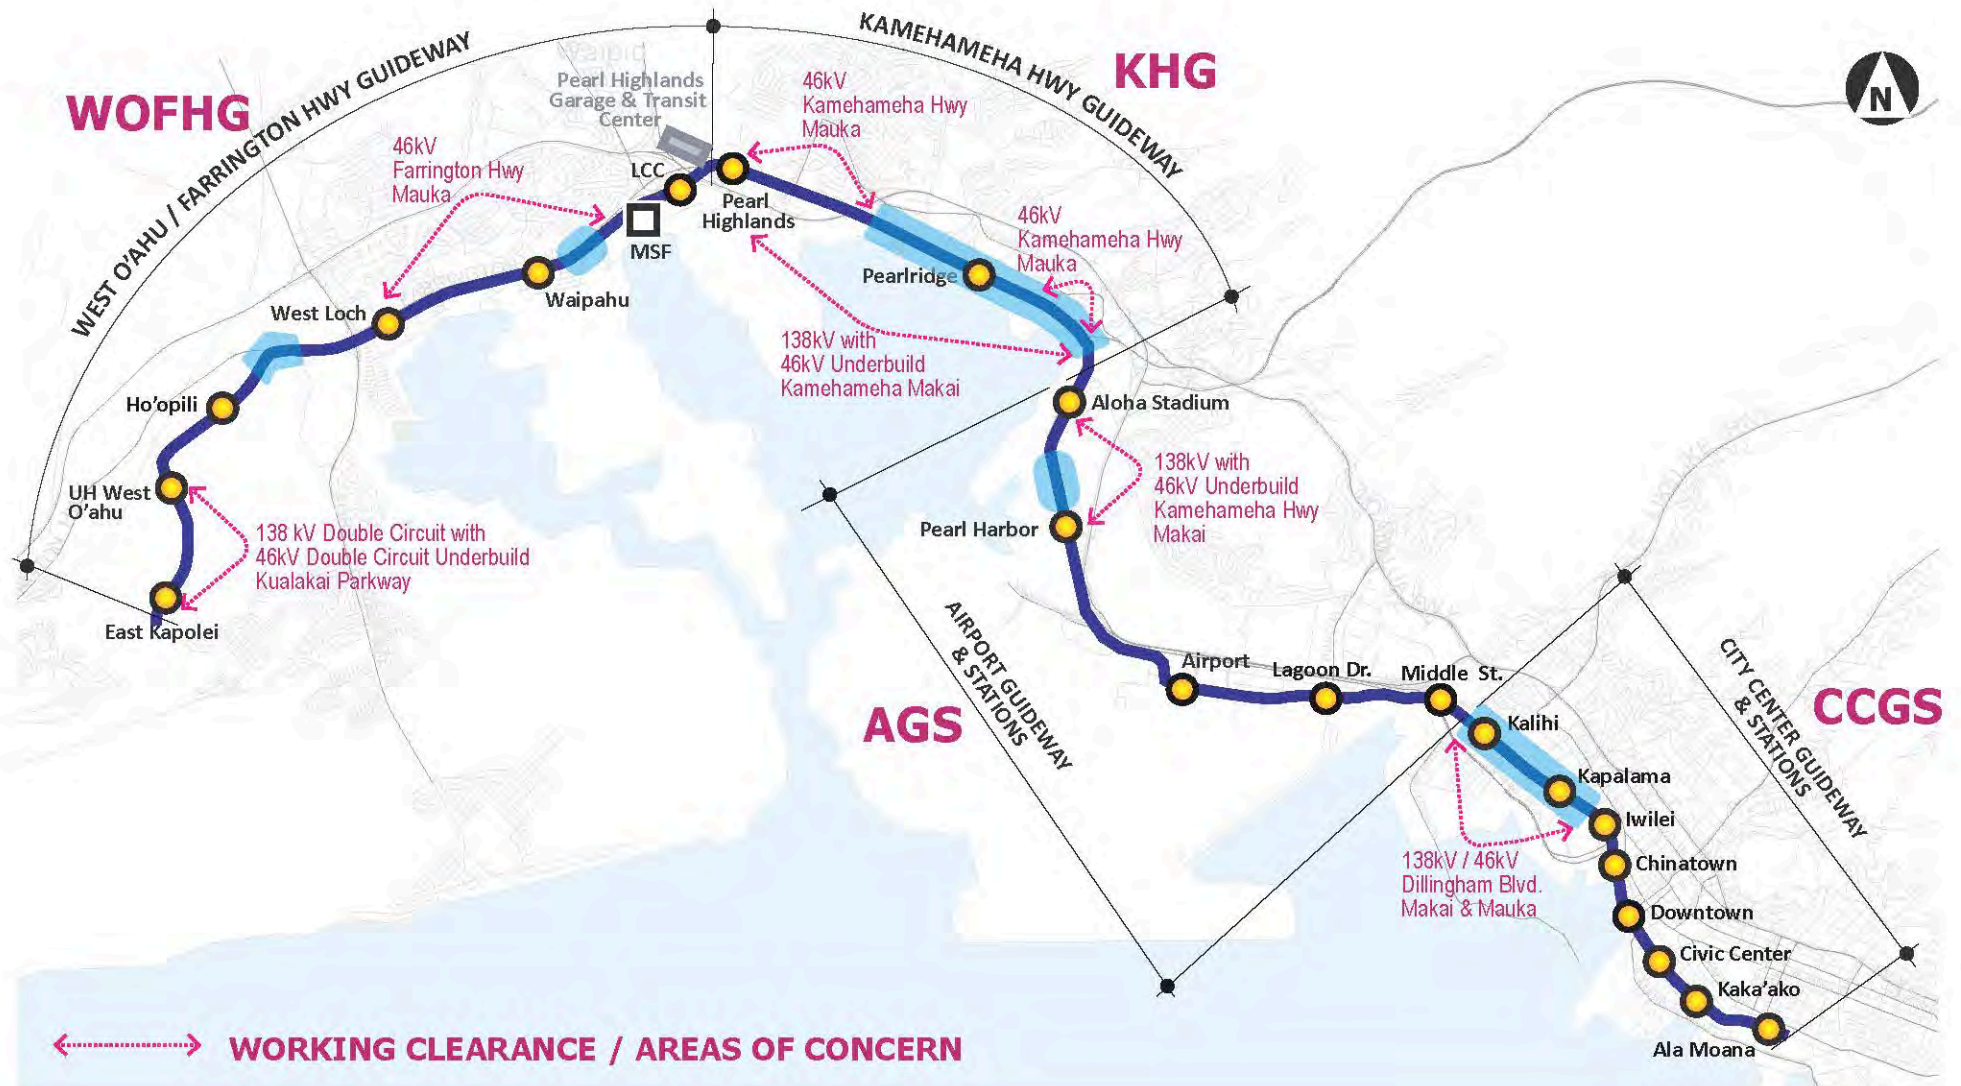 WOFHG
WEST O'AHU / FARRINGTON HWY GUIDEWAY
KAMEHAMEHA HWY GUIDEWAY
KHG
N
Waipio
Pearl Highlands
Garage & Transit
Center
46kV
Kamehameha Hwy
Mauka
46kV
Farrington Hwy
Mauka
LCC
Pearl
Highlands
MSF
46kV
Kamehameha Hwy
Mauka
Pearlridge
Waipahu
West Loch
138kV with
46kV Underbuild
Kamehameha Makai
Ho'opili
Aloha Stadium
UH West
O'ahu
138kV with
46kV Underbuild
Kamehameha Hwy
Makai
Pearl Harbor
138 kV Double Circuit with
46kV Double Circuit Underbuild
Kualakai Parkway
East Kapolei
AIRPORT GUIDEWAY
& STATIONS
AGS
Airport
Lagoon Dr.
Middle St.
CITY CENTER GUIDEWAY
& STATIONS
CCGS
Kalihi
Kapalama
Iwilei
138kV / 46kV
Dillingham Blvd.
Makai & Mauka
Chinatown
Downtown
Civic Center
Kaka'ako
Ala Moana
WORKING CLEARANCE / AREAS OF CONCERN